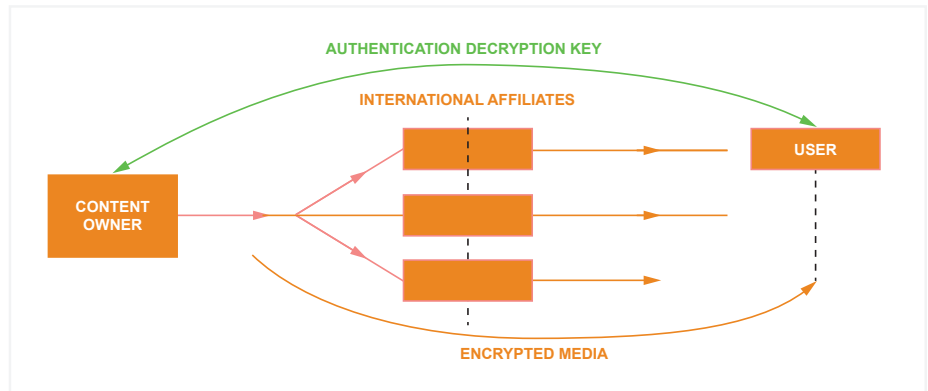 AUTHENTICATION DECRYPTION KEY
INTERNATIONAL AFFILIATES
USER
CONTENT
OWNER
ENCRYPTED MEDIA